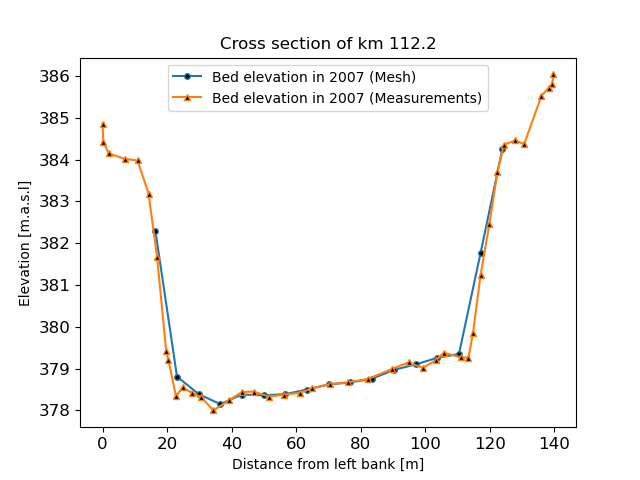 Cross section of km 112.2
Bed elevation in 2007 (Mesh)
Bed elevation in 2007 (Measurements)
Elevation [m.a.s.l]
386
385
384
383
382
381
380
379
378
0 20 40 60 80 100 120 140
Distance from left bank [m]